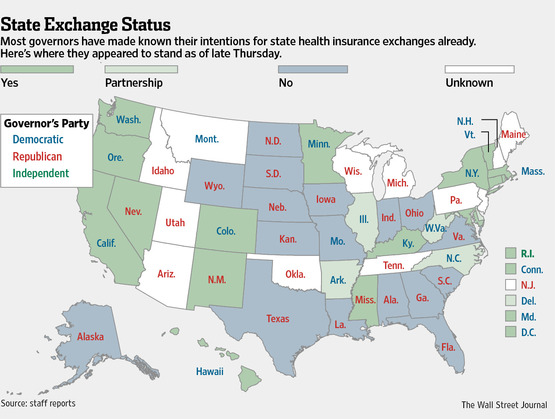 State Exchange Status
Most governors have made known their intentions for state health insurance exchanges already.
Here's where they appeared to stand as of late Thursday.
Yes
Partnership
No
Unknown
Governor's Party
Democratic
Republican
Independent
Wash.
Ore.
Calif.
Nev.
Idaho
Mont.
Wyo.
Utah
Colo.
Ariz.
N.M.
N.D.
S.D.
Neb.
Kan.
Okla.
Texas
Minn.
Iowa
Mo.
Ark.
La.
Wis.
Ill.
Mich.
Ind.
Ohio
Ky.
Tenn.
Miss.
Ala.
Ga.
Fla.
S.C.
N.C.
Va.
W.Va.
Pa.
N.Y.
N.H.
Vt.
Maine
Mass.
R.I.
Conn.
N.J.
Del.
Md.
D.C.
Alaska
Hawaii
Source: staff reports
The Wall Street Journal